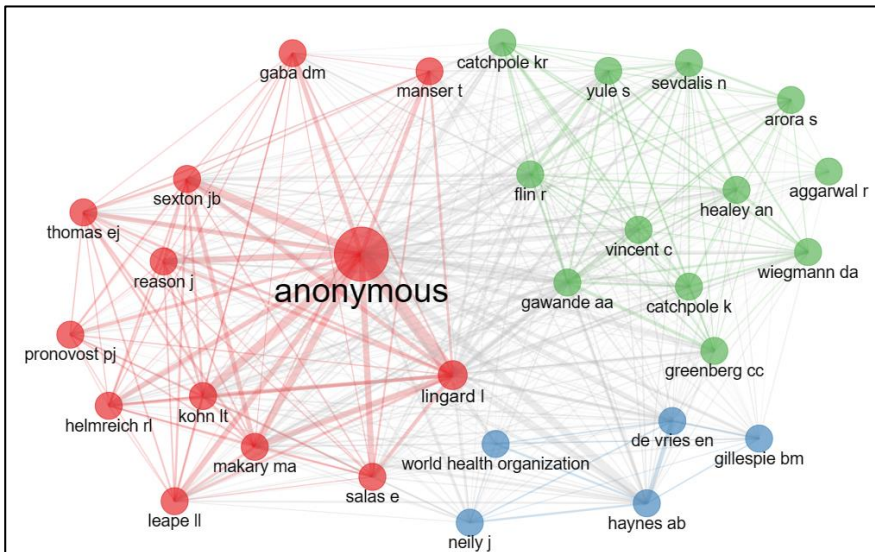 catchpole kr
gaba dm
manser t
yule s
sevdalis n
arora s
sexton jb
flin r
healey an
aggarwal r
thomas ej
vincent c
reason j
wiegmann da
anonymous
gawande aa
catchpole k
pronovost pj
greenberg cc
lingard l
helmreich rl
kohn lt
de vries en
makary ma
world health organization
gillespie bm
salas e
leape ll
haynes ab
neily j